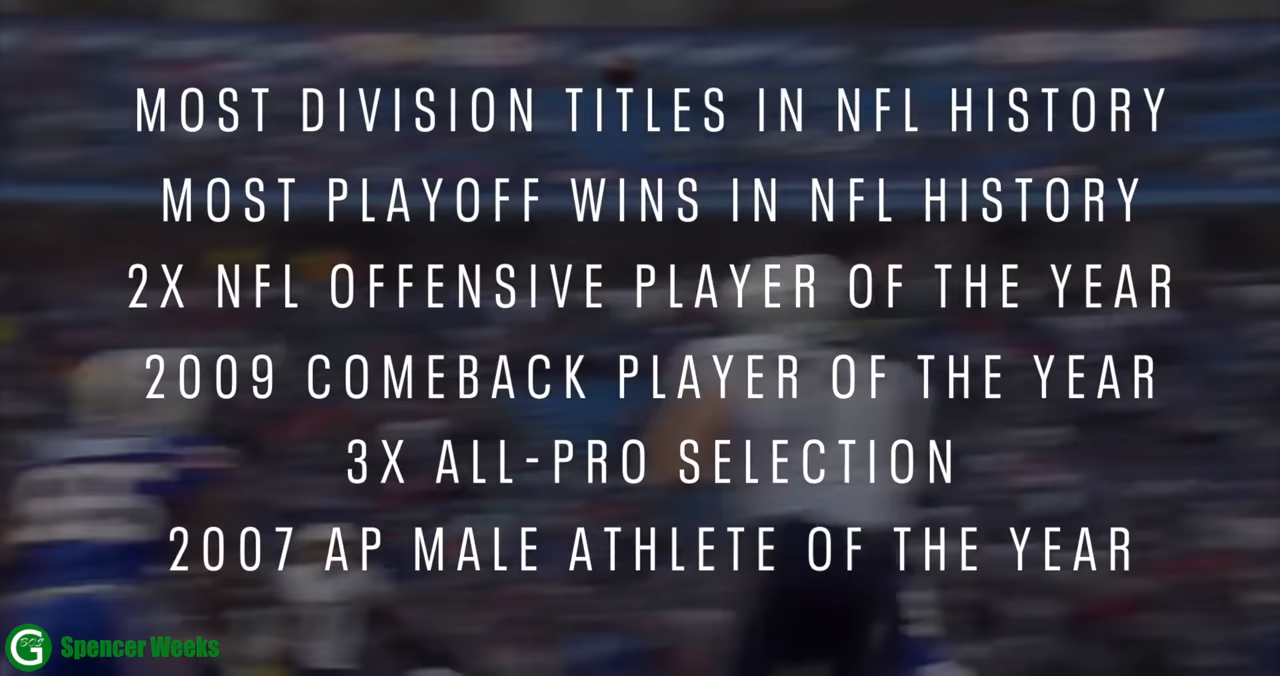 MOST DIVISION TITLES IN NFL HISTORY
MOST PLAYOFF WINS IN NFL HISTORY
2X NFL OFFENSIVE PLAYER OF THE YEAR
2009 COMEBACK PLAYER OF THE YEAR
3X ALL-PRO SELECTION
2007 AP MALE ATHLETE OF THE YEAR
G
BOS
Spencer Weeks